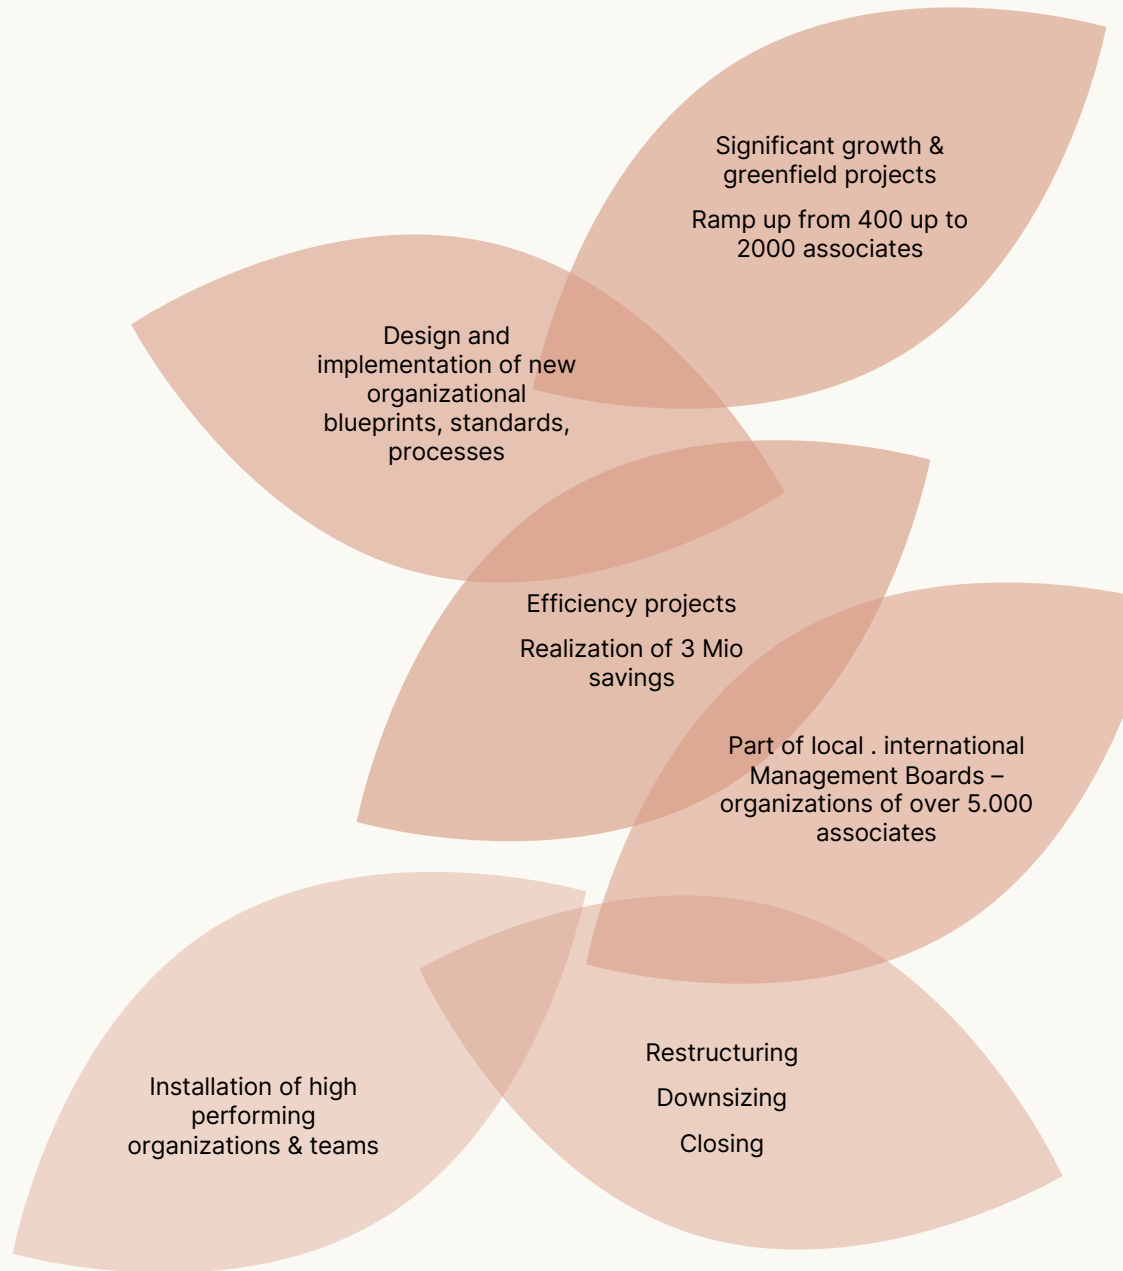 Significant growth &
greenfield projects
Ramp up from 400 up to
2000 associates
Design and
implementation of new
organizational
blueprints, standards,
processes
Efficiency projects
Realization of 3 Mio
savings
Part of local . international
Management Boards –
organizations of over 5.000
associates
Restructuring
Downsizing
Closing
Installation of high
performing
organizations & teams